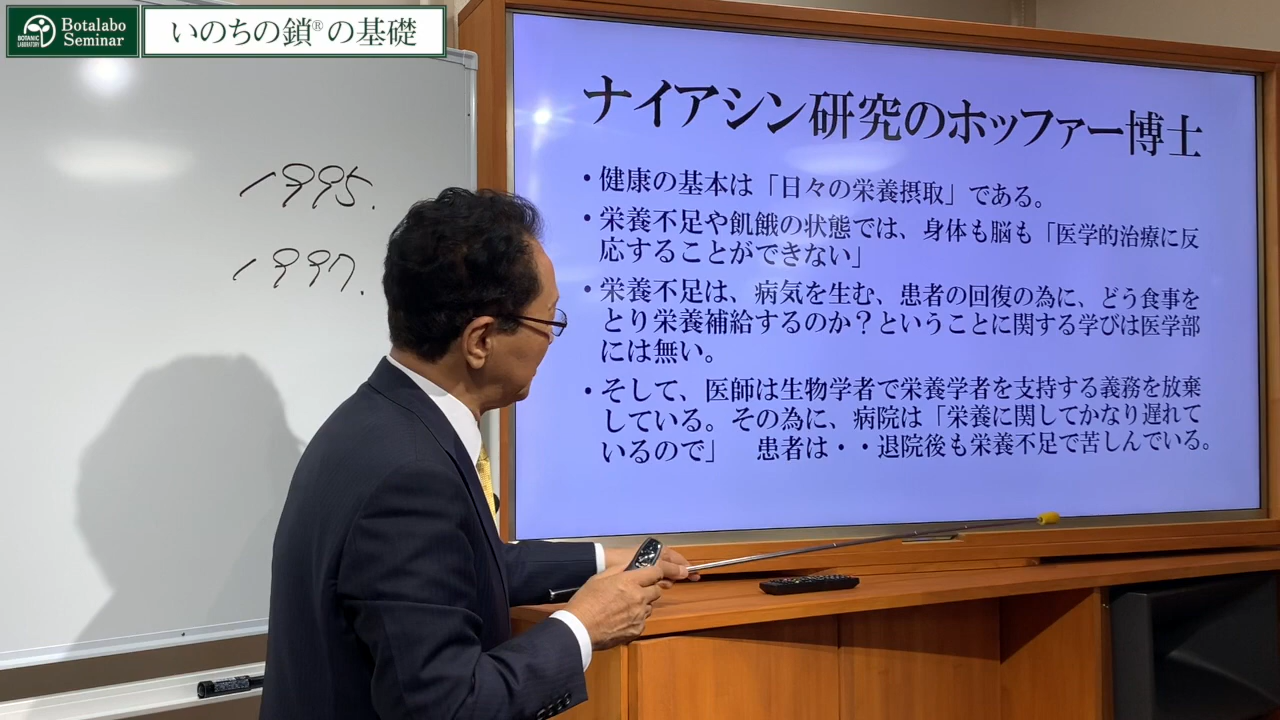 Botalabo
Seminar
BOTANIC
LABORATORY
いのちの鎖®の基礎
1995.
1997.
ナイアシン研究のホッファー博士
・健康の基本は「日々の栄養摂取」である。
・栄養不足や飢餓の状態では、身体も脳も「医学的治療に反
応することができない」
・栄養不足は、病気を生む、患者の回復の為に、どう食事を
とり栄養補給するのか？ということに関する学びは医学部
には無い。
・そして、医師は生物学者で栄養学者を支持する義務を放棄
している。その為に、病院は「栄養に関してかなり遅れて
いるので」　患者は・・退院後も栄養不足で苦しんでいる。